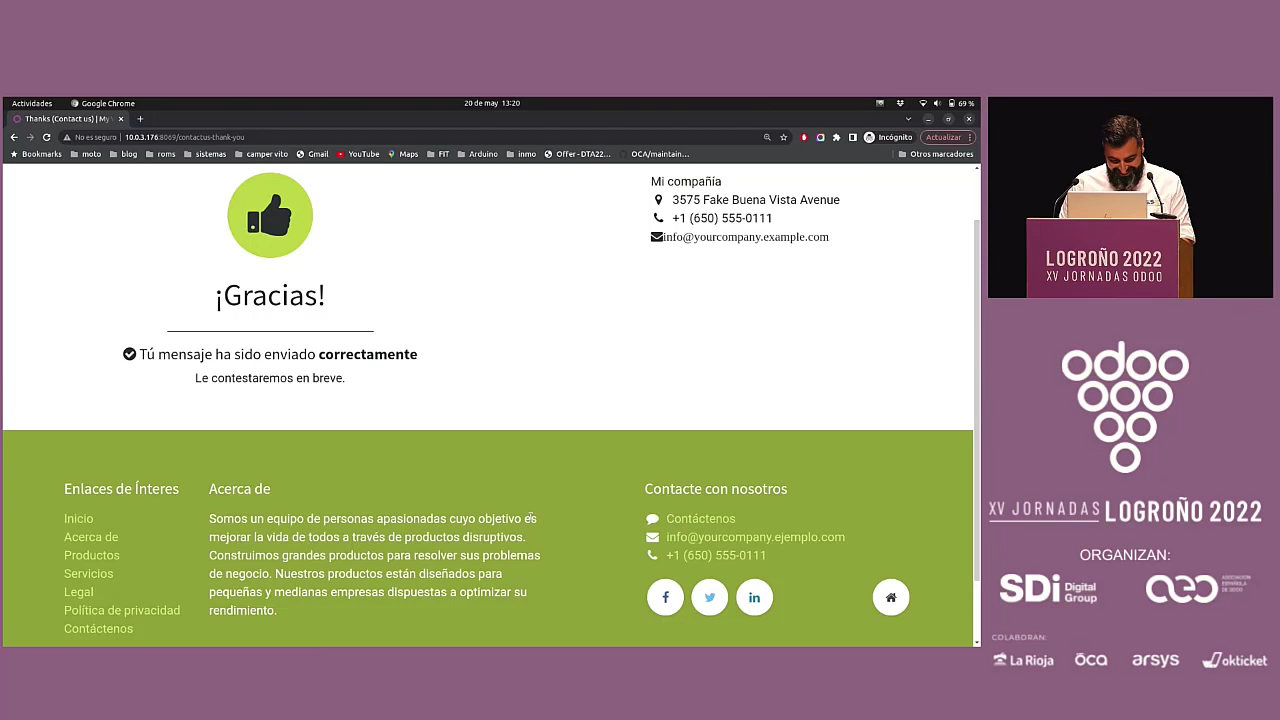 Actividades
Google Chrome
20 de may 13:20
69 %
Thanks (Contact us) | My
No es seguro
10.0.3.176:8069/contactus-thank-you
Incógnito
Actualizar
Bookmarks
moto
blog
roms
sistemas
camper vito
Gmail
YouTube
Maps
FIT
Arduino
inmo
Offer - DTA22...
OCA/maintain...
Otros marcadores
¡Gracias!
Tú mensaje ha sido enviado correctamente
Le contestaremos en breve.
Mi compañía
3575 Fake Buena Vista Avenue
+1 (650) 555-0111
info@yourcompany.example.com
Enlaces de Ínteres
Inicio
Acerca de
Productos
Servicios
Legal
Política de privacidad
Contáctenos
Acerca de
Somos un equipo de personas apasionadas cuyo objetivo es
mejorar la vida de todos a través de productos disruptivos.
Construimos grandes productos para resolver sus problemas
de negocio. Nuestros productos están diseñados para
pequeñas y medianas empresas dispuestas a optimizar su
rendimiento.
Contacte con nosotros
Contáctenos
info@yourcompany.ejemplo.com
+1 (650) 555-0111
LOGROÑO 2022
XV JORNADAS ODOO
odoo
XV JORNADAS LOGROÑO 2022
ORGANIZAN:
SDi Digital
Group
aeo ASOCIACIÓN
ESPAÑOLA
DE ODOO
COLABORAN:
La Rioja
oca
arsys
okticket